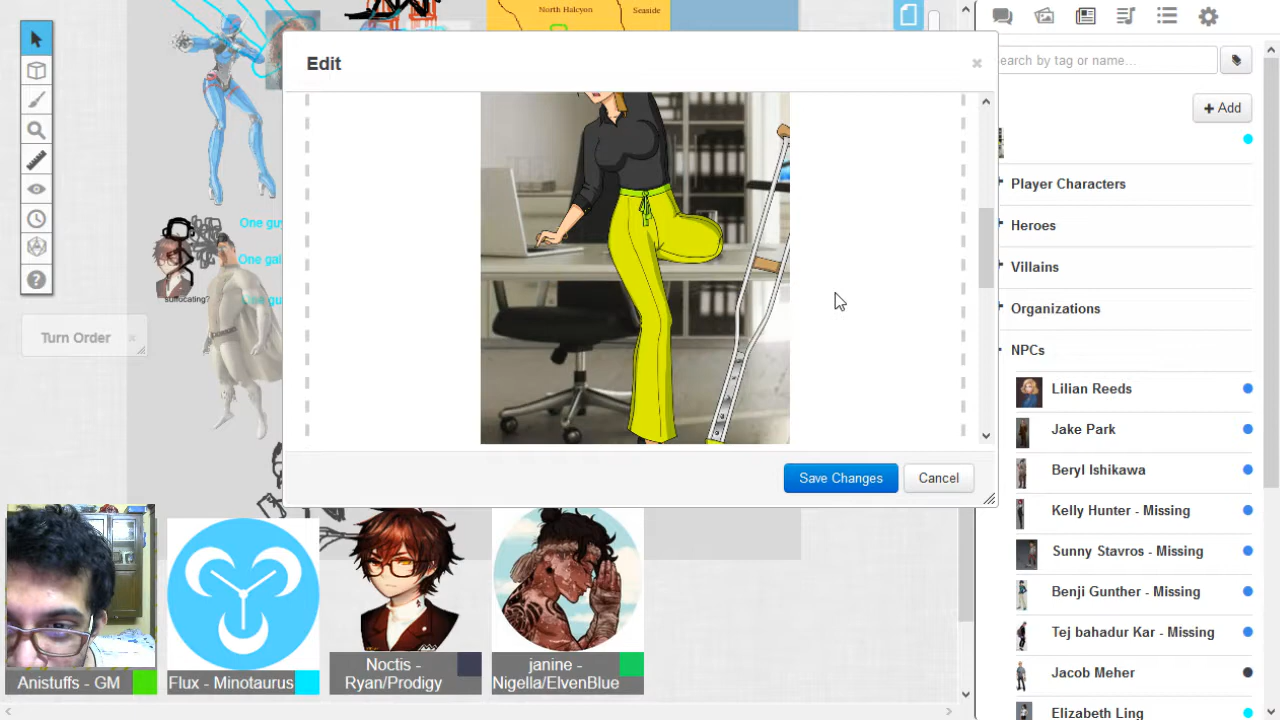 North Halcyon
Seaside
Edit
×
One gu
One gal
suffocating?
One gu
Turn Order
×
Save Changes
Cancel
Anistuffs - GM
Flux - Minotaurus
Noctis -
Ryan/Prodigy
janine -
Nigella/ElvenBlue
earch by tag or name…
+ Add
Player Characters
Heroes
Villains
Organizations
NPCs
Lilian Reeds
Jake Park
Beryl Ishikawa
Kelly Hunter - Missing
Sunny Stavros - Missing
Benji Gunther - Missing
Tej bahadur Kar - Missing
Jacob Meher
Elizabeth Ling